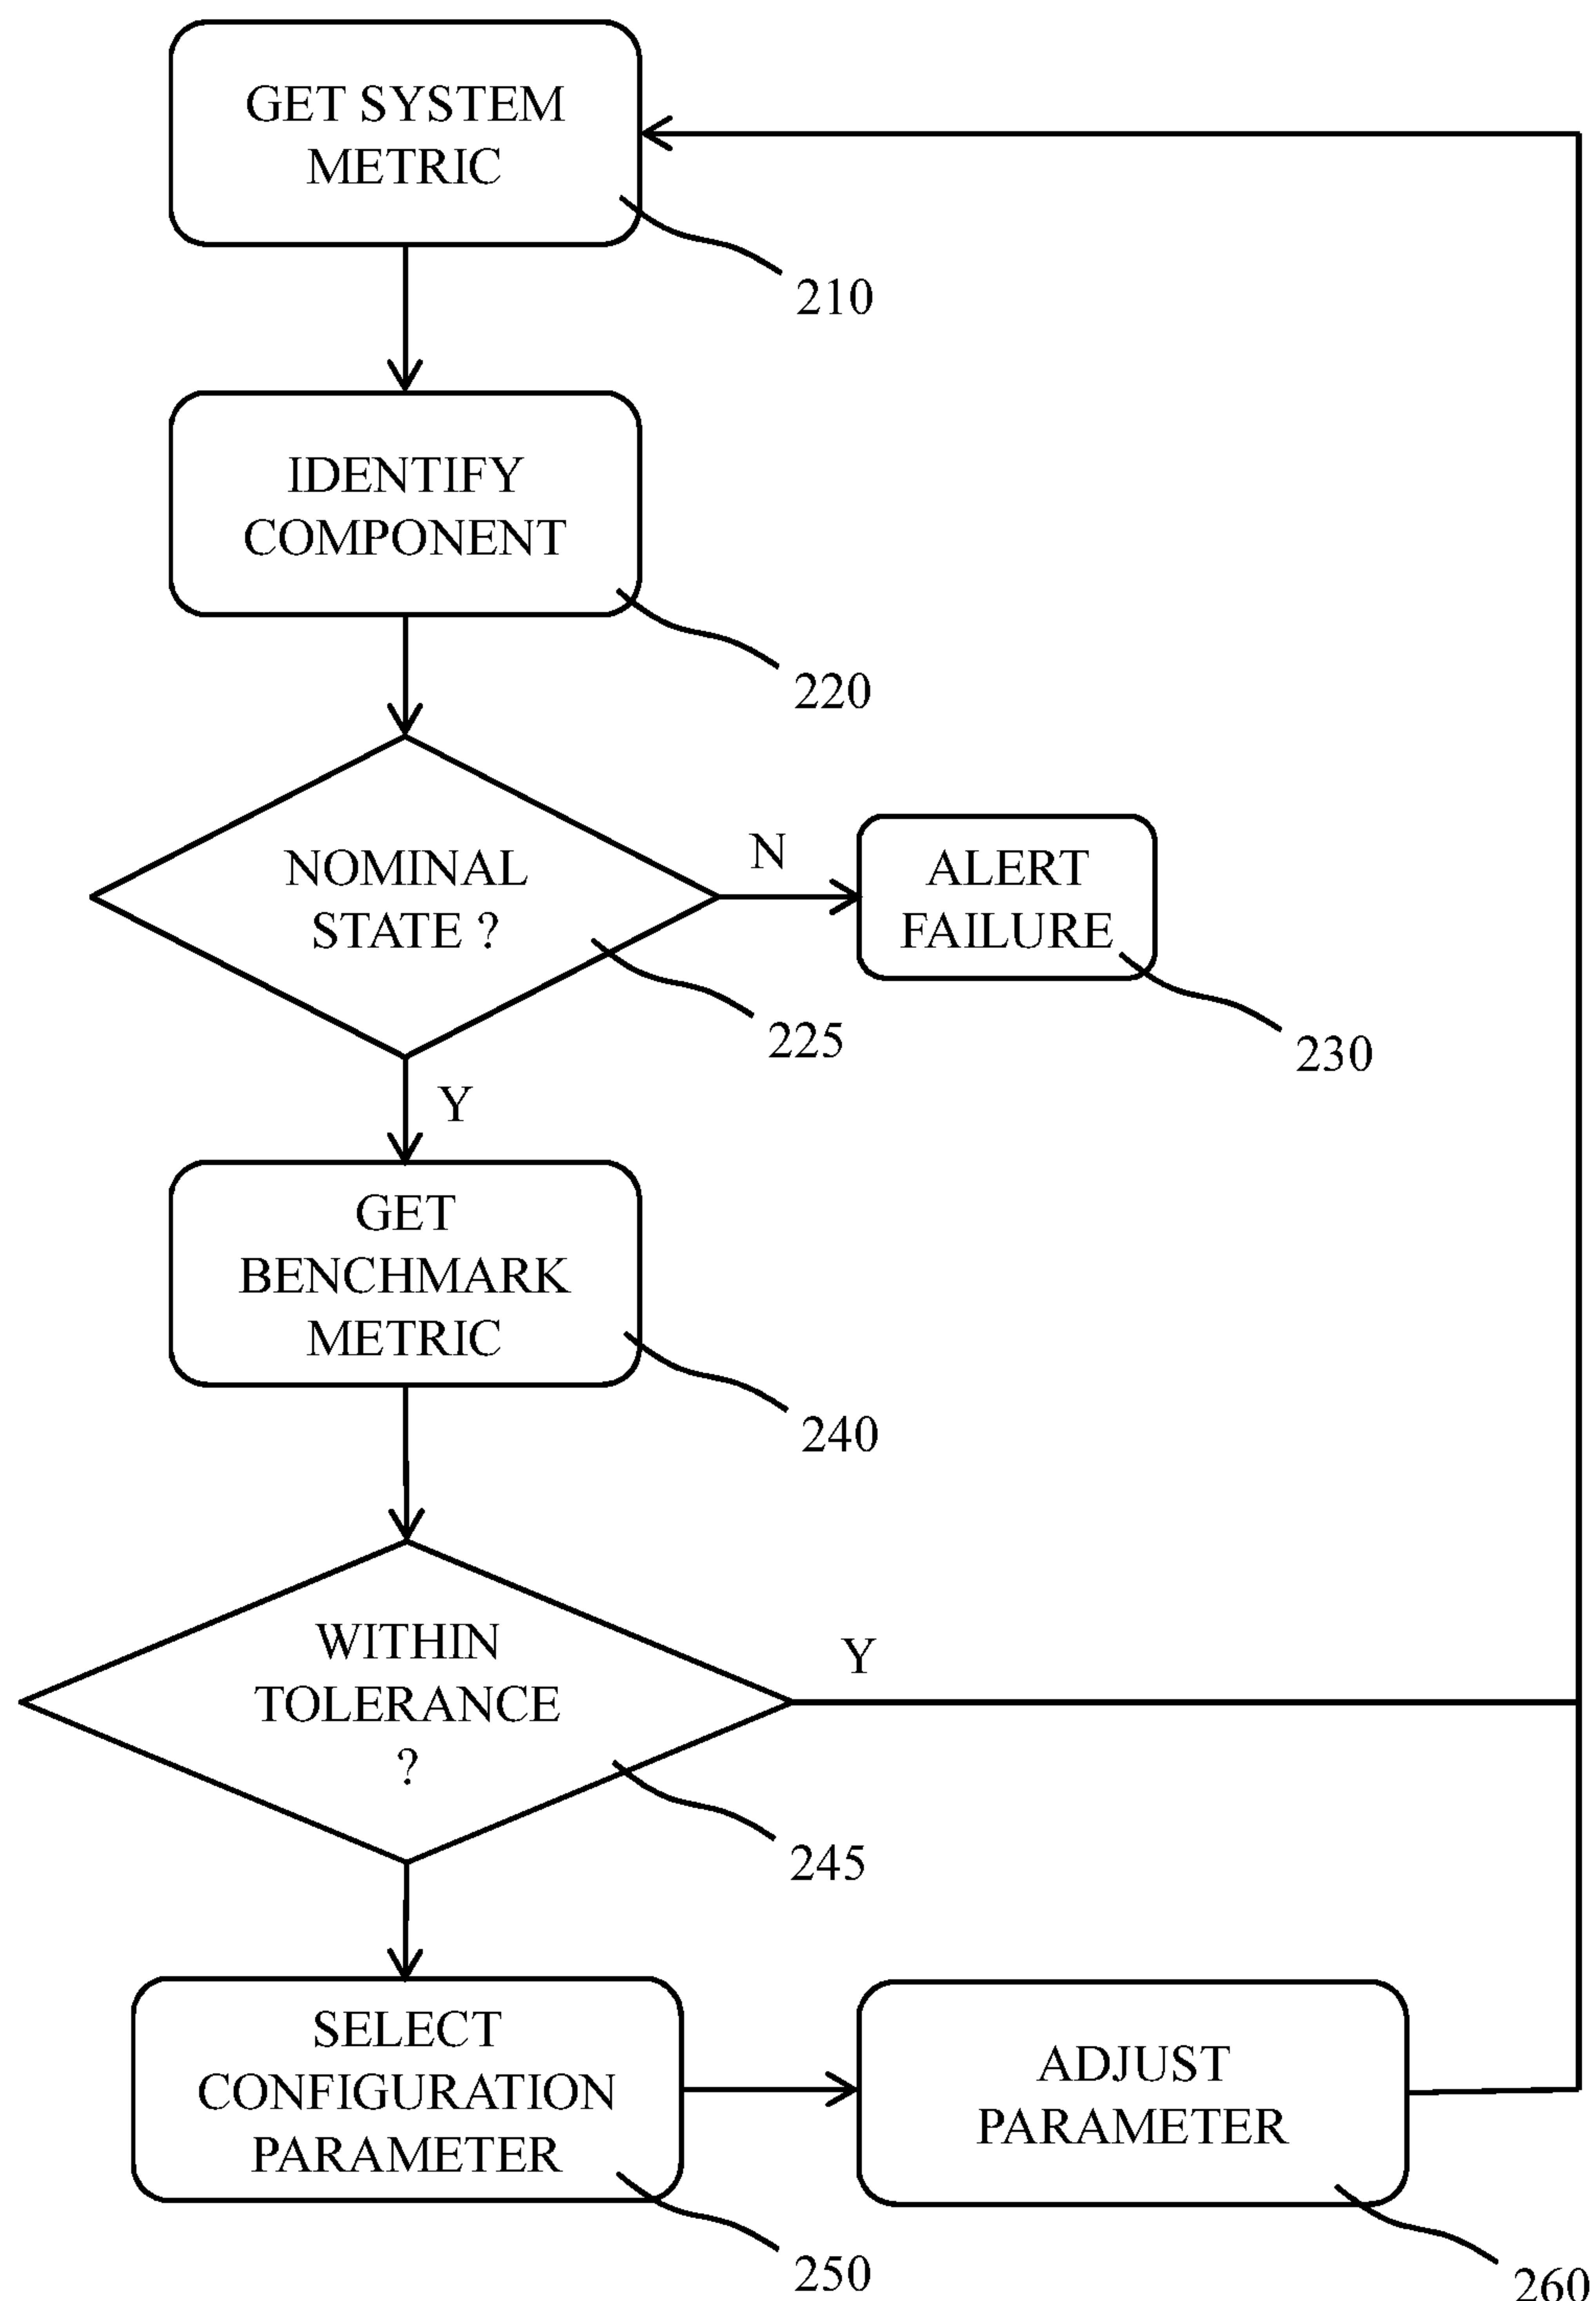 GET SYSTEM
METRIC
210
IDENTIFY
COMPONENT
220
NOMINAL
STATE ?
225
N
ALERT
FAILURE
230
Y
GET
BENCHMARK
METRIC
240
WITHIN
TOLERANCE
?
245
Y
SELECT
CONFIGURATION
PARAMETER
250
ADJUST
PARAMETER
260